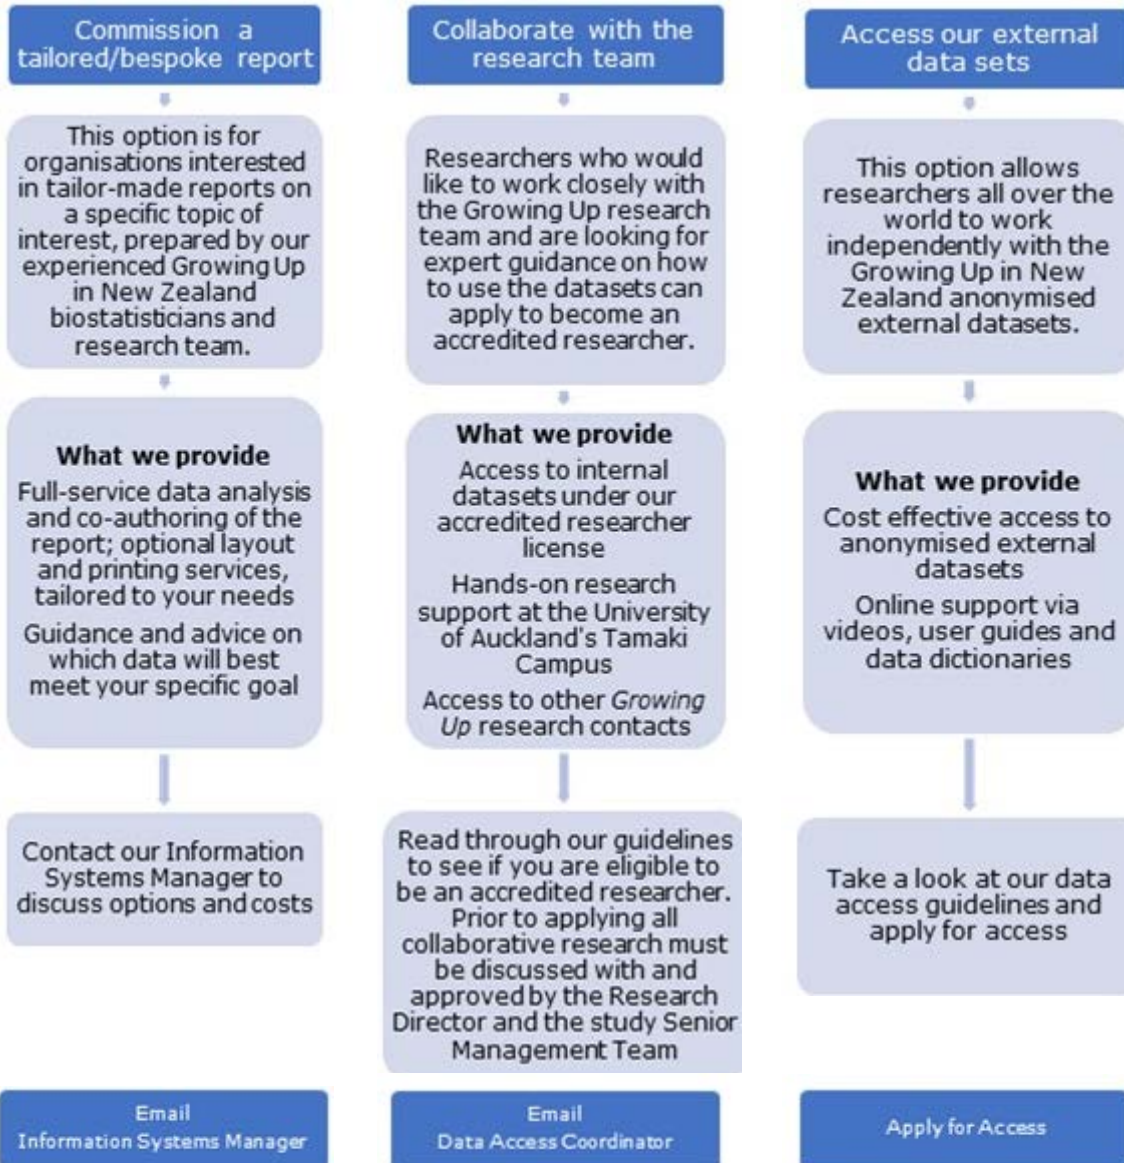 Commission a
tailored/bespoke report
This option is for
organisations interested
in tailor-made reports on
a specific topic of
interest, prepared by our
experienced Growing Up
in New Zealand
biostatisticians and
research team.
What we provide
Full-service data analysis
and co-authoring of the
report; optional layout
and printing services,
tailored to your needs
Guidance and advice on
which data will best
meet your specific goal
Contact our Information
Systems Manager to
discuss options and costs
Email
Information Systems Manager
Collaborate with the
research team
Researchers who would
like to work closely with
the Growing Up research
team and are looking for
expert guidance on how
to use the datasets can
apply to become an
accredited researcher.
What we provide
Access to internal
datasets under our
accredited researcher
license
Hands-on research
support at the University
of Auckland's Tamaki
Campus
Access to other Growing
Up research contacts
Read through our guidelines
to see if you are eligible to
be an accredited researcher.
Prior to applying all
collaborative research must
be discussed with and
approved by the Research
Director and the study Senior
Management Team
Email
Data Access Coordinator
Access our external
data sets
This option allows
researchers all over the
world to work
independently with the
Growing Up in New
Zealand anonymised
external datasets.
What we provide
Cost effective access to
anonymised external
datasets
Online support via
videos, user guides and
data dictionaries
Take a look at our data
access guidelines and
apply for access
Apply for Access